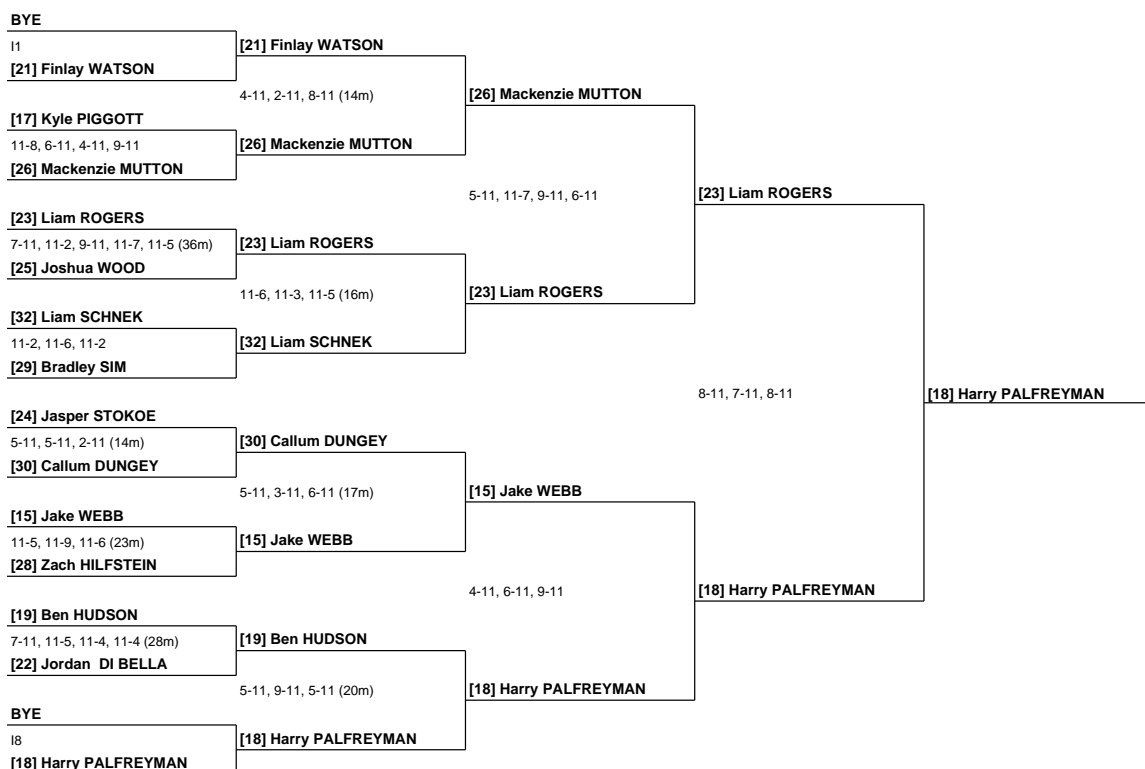 BYE
I1
[21] Finlay WATSON
[17] Kyle PIGGOTT
11-8, 6-11, 4-11, 9-11
[26] Mackenzie MUTTON
[23] Liam ROGERS
7-11, 11-2, 9-11, 11-7, 11-5 (36m)
[25] Joshua WOOD
[32] Liam SCHNEK
11-2, 11-6, 11-2
[29] Bradley SIM
[24] Jasper STOKOE
5-11, 5-11, 2-11 (14m)
[30] Callum DUNGEY
[15] Jake WEBB
11-5, 11-9, 11-6 (23m)
[28] Zach HILFSTEIN
[19] Ben HUDSON
7-11, 11-5, 11-4, 11-4 (28m)
[22] Jordan  DI BELLA
BYE
I8
[18] Harry PALFREYMAN
[21] Finlay WATSON
4-11, 2-11, 8-11 (14m)
[26] Mackenzie MUTTON
[23] Liam ROGERS
11-6, 11-3, 11-5 (16m)
[32] Liam SCHNEK
[30] Callum DUNGEY
5-11, 3-11, 6-11 (17m)
[15] Jake WEBB
[19] Ben HUDSON
5-11, 9-11, 5-11 (20m)
[18] Harry PALFREYMAN
[26] Mackenzie MUTTON
5-11, 11-7, 9-11, 6-11
[23] Liam ROGERS
[15] Jake WEBB
4-11, 6-11, 9-11
[18] Harry PALFREYMAN
[23] Liam ROGERS
8-11, 7-11, 8-11
[18] Harry PALFREYMAN
[18] Harry PALFREYMAN